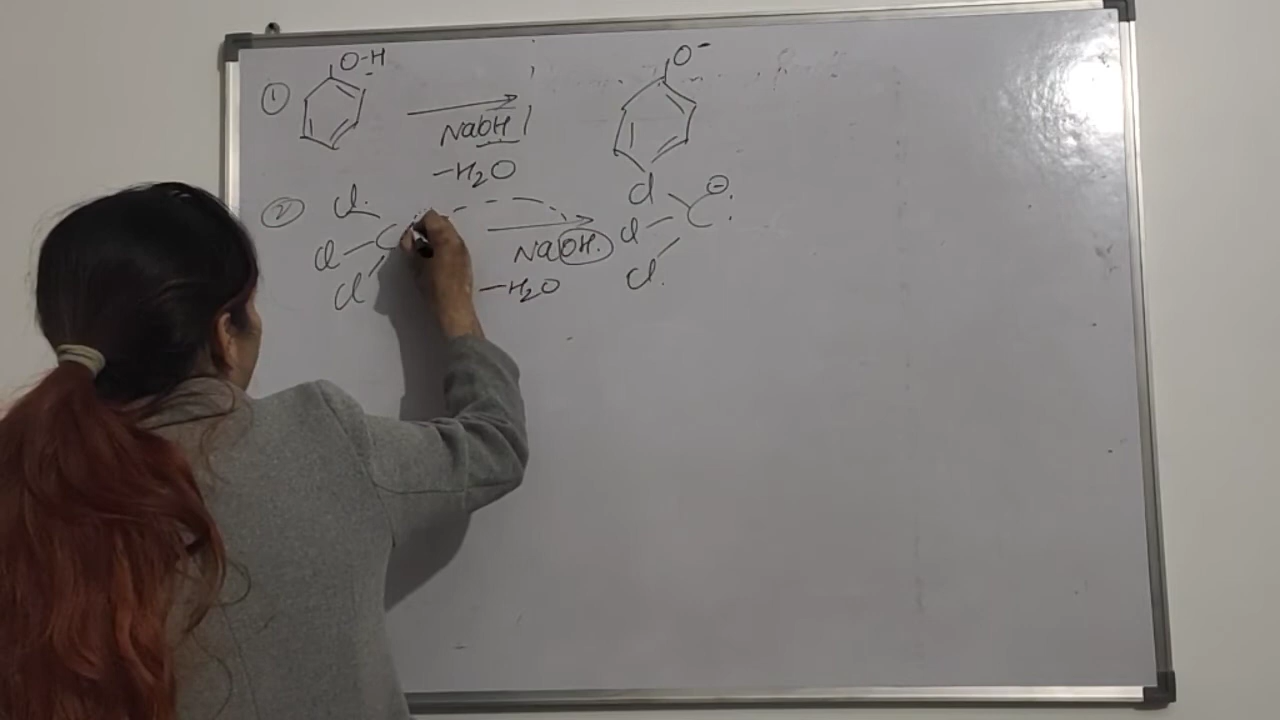 ① O-H O⁻
NaOH
-H₂O
② Cl Cl ⊖
Cl C Cl C:
NaOH.
Cl Cl
-H₂O